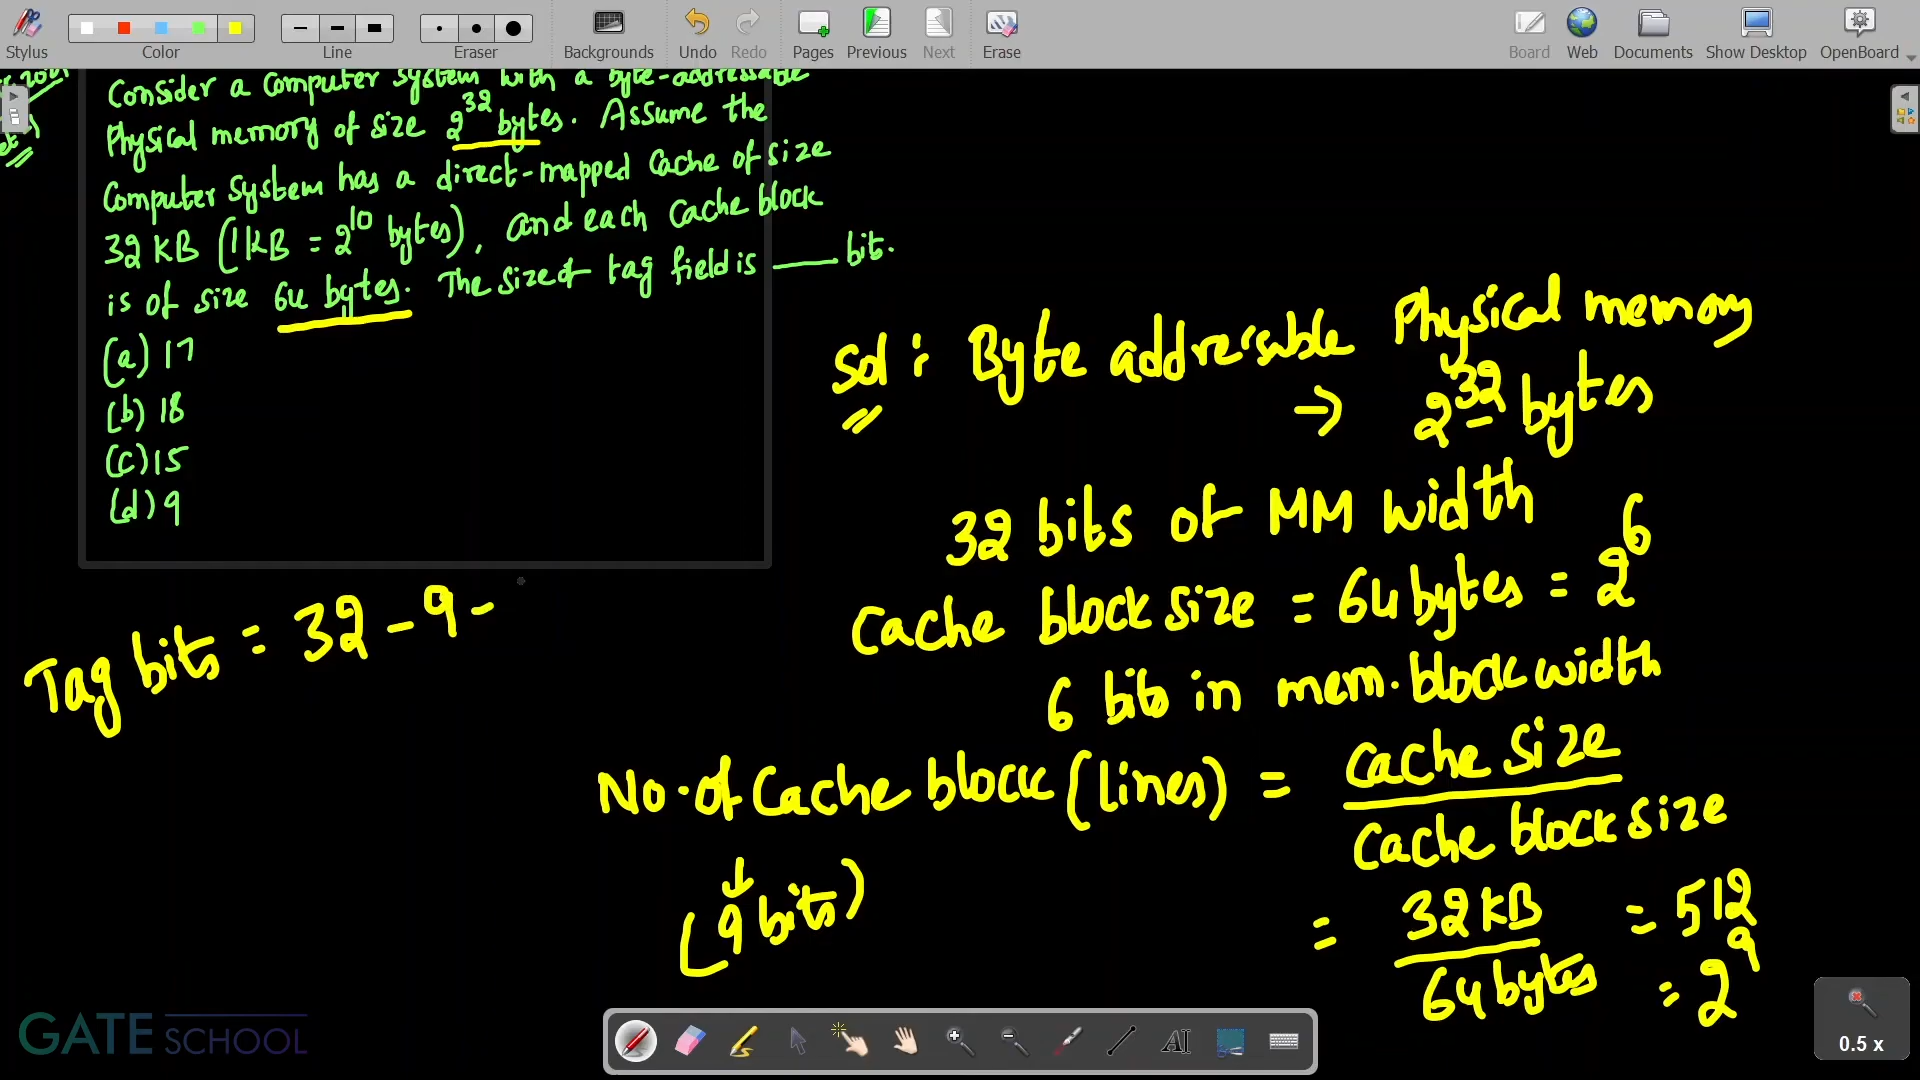 Stylus Color Line Eraser Backgrounds Undo Redo Pages Previous Next Erase Board Web Documents Show Desktop OpenBoard
Consider a Computer system with a byte-addressable
Physical memory of size 2^32 bytes. Assume the
Computer System has a direct-mapped Cache of size
32 KB (1KB = 2^10 bytes), and each Cache block
is of size 64 bytes. The size of tag field is ____ bit.
(a) 17
(b) 18
(c) 15
(d) 9
Sol : Byte addressable Physical memory
→ 2^32 bytes
32 bits of MM width
Cache block size = 64 bytes = 2^6
6 bits in mem. block width
No. of Cache block (lines) = Cache Size
Cache block size
↓
(9 bits)
= 32 KB = 512
64 bytes = 2^9
Tag bits = 32 - 9 -
GATE SCHOOL
0.5 x